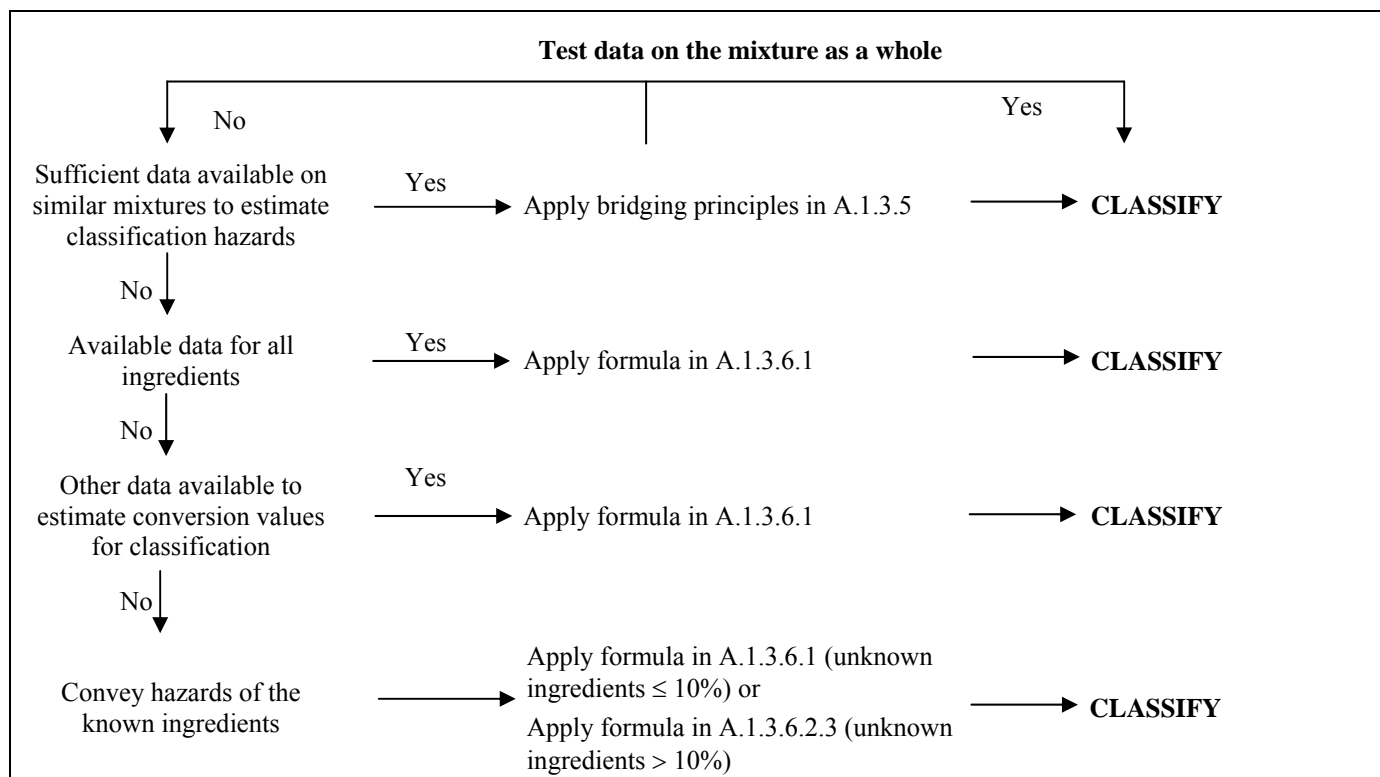 Test data on the mixture as a whole
No
Yes
Sufficient data available on
similar mixtures to estimate
classification hazards
Yes
Apply bridging principles in A.1.3.5
CLASSIFY
No
Available data for all
ingredients
Yes
Apply formula in A.1.3.6.1
CLASSIFY
No
Other data available to
estimate conversion values
for classification
Yes
Apply formula in A.1.3.6.1
CLASSIFY
No
Convey hazards of the
known ingredients
Apply formula in A.1.3.6.1 (unknown
ingredients ≤ 10%) or
Apply formula in A.1.3.6.2.3 (unknown
ingredients > 10%)
CLASSIFY